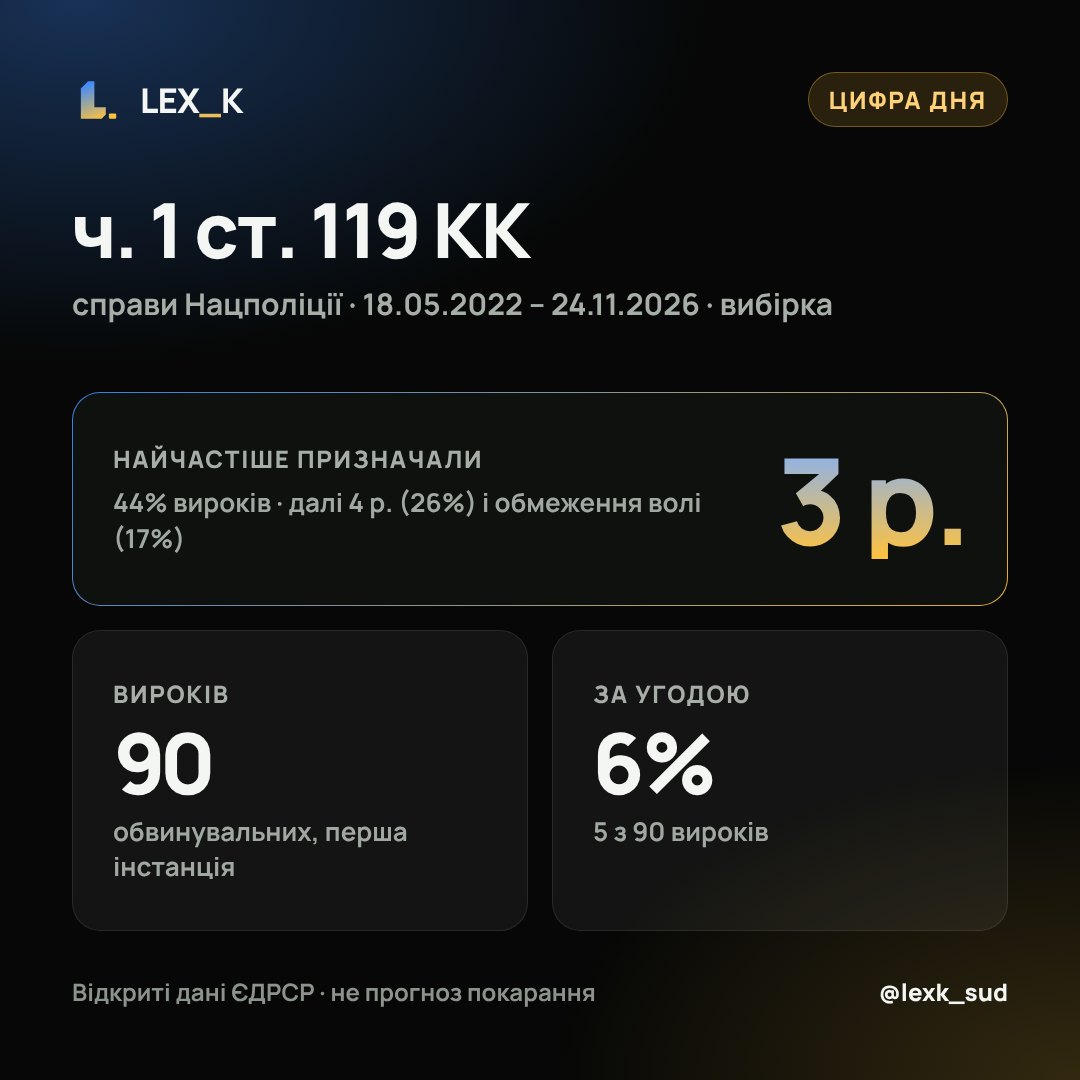 LEX_K
ЦИФРА ДНЯ
ч. 1 ст. 119 КК
справи Нацполіції · 18.05.2022 – 24.11.2026 · вибірка
НАЙЧАСТІШЕ ПРИЗНАЧАЛИ
44% вироків · далі 4 р. (26%) і обмеження волі
(17%)
3 р.
ВИРОКІВ
90
обвинувальних, перша
інстанція
ЗА УГОДОЮ
6%
5 з 90 вироків
Відкриті дані ЄДРСР · не прогноз покарання
@lexk_sud